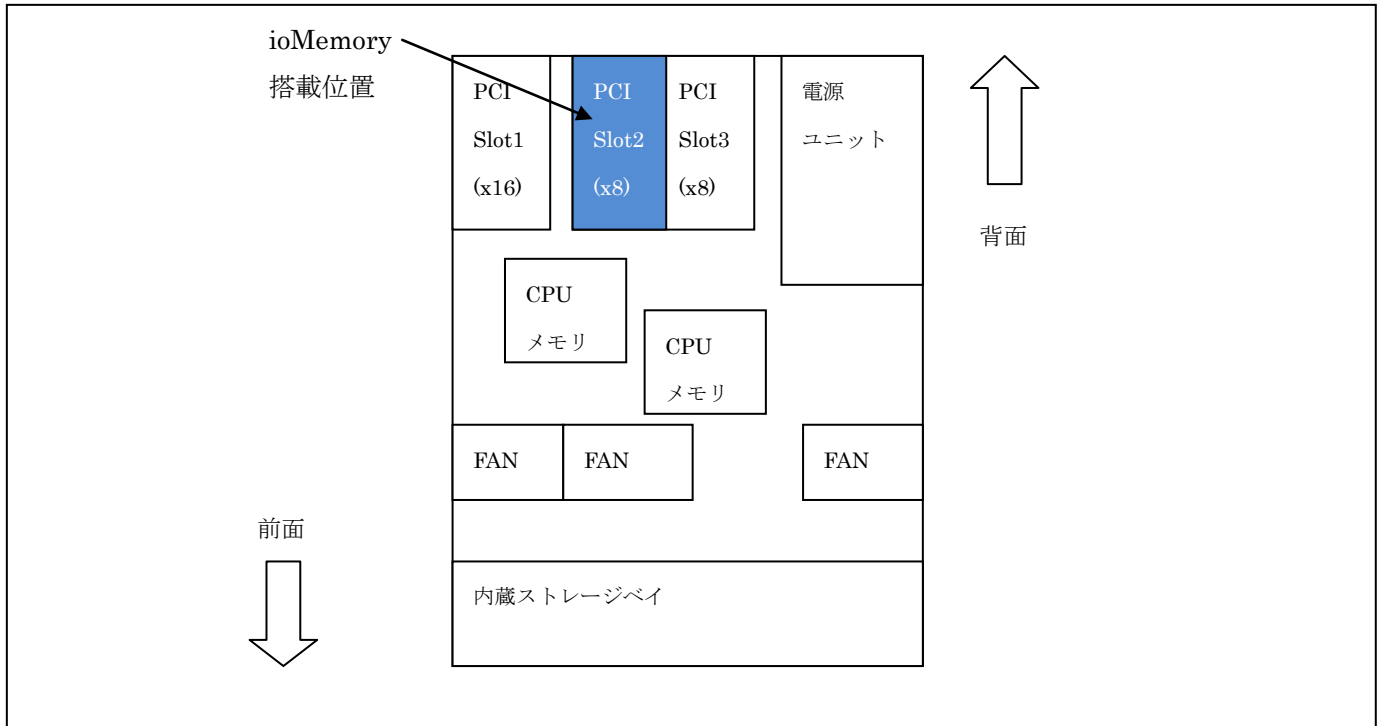 ioMemory
搭載位置
PCI
Slot1
(x16)
PCI
Slot2
(x8)
PCI
Slot3
(x8)
電源
ユニット
背面
CPU
メモリ
CPU
メモリ
FAN
FAN
FAN
前面
内蔵ストレージベイ